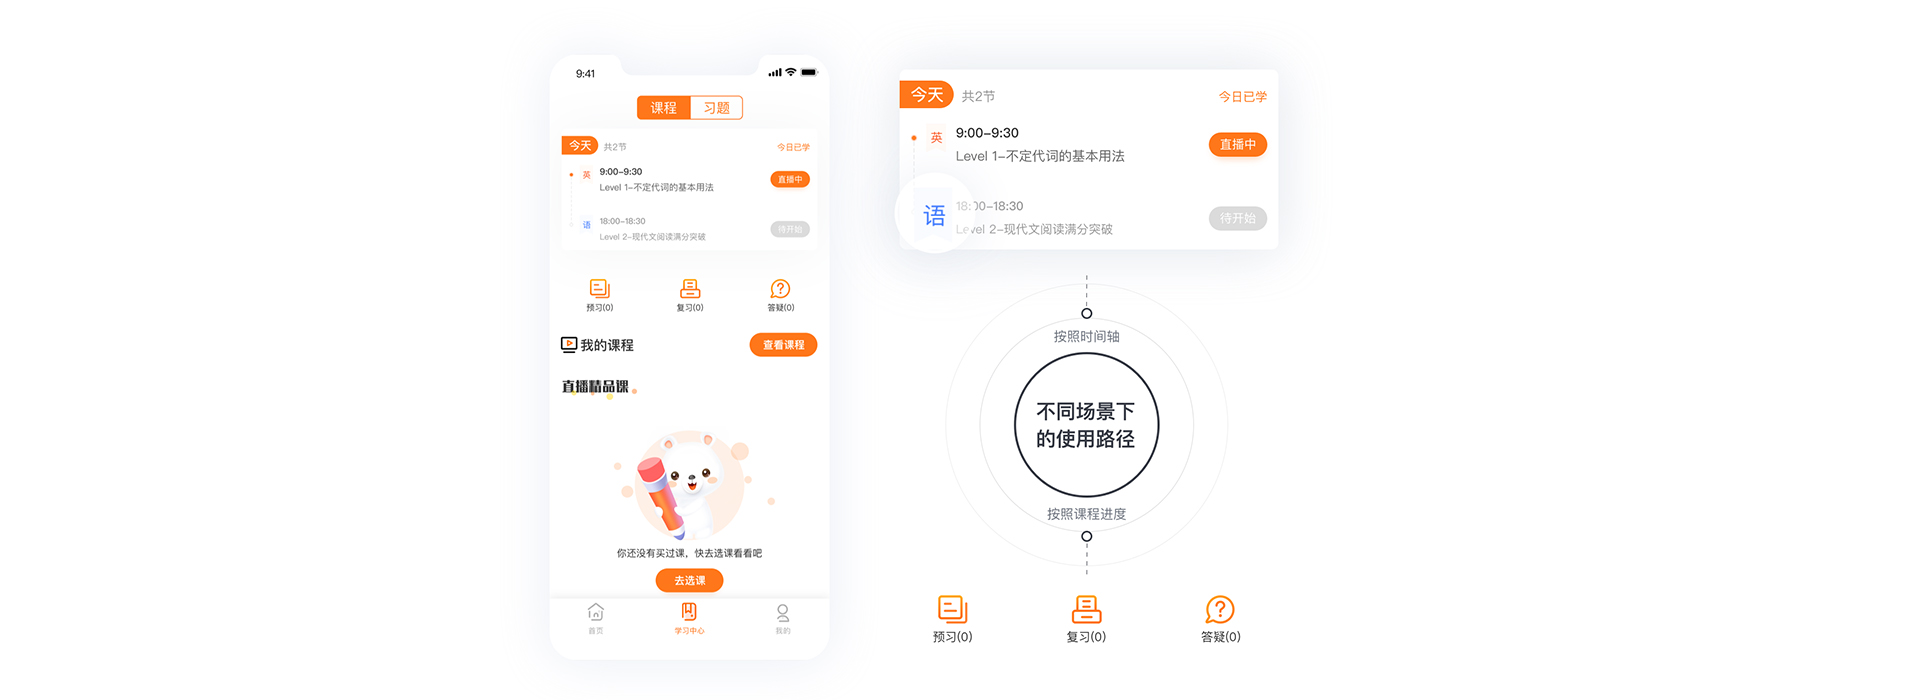 9:41
课程 习题
今天 共2节 今日已学
英 9:00-9:30
Level 1-不定代词的基本用法 直播中
语 18:00-18:30
Level 2-现代文阅读满分突破 待开始
预习(0) 复习(0) 答疑(0)
我的课程 查看课程
直播精品课
你还没有买过课，快去选课看看吧
去选课
首页 学习中心 我的
今天 共2节 今日已学
英 9:00-9:30
Level 1-不定代词的基本用法 直播中
语 18:00-18:30
Level 2-现代文阅读满分突破 待开始
按照时间轴
不同场景下
的使用路径
按照课程进度
预习(0) 复习(0) 答疑(0)